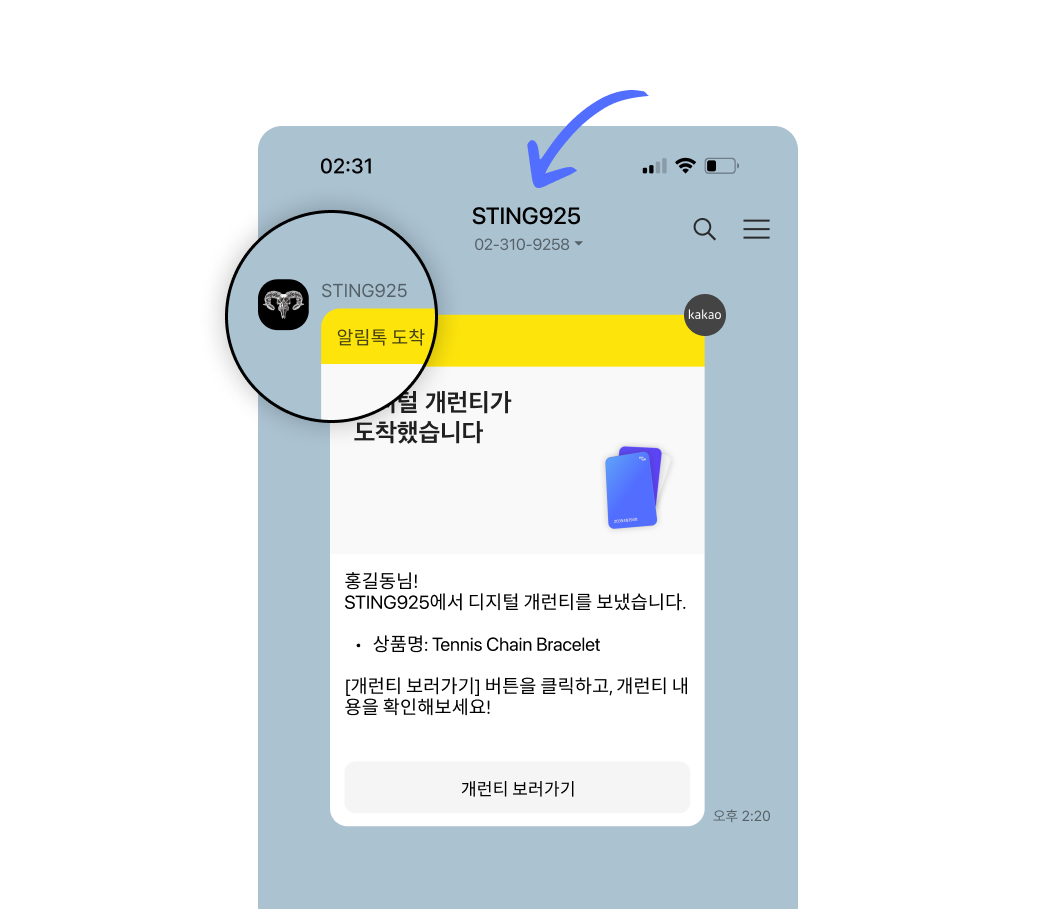 02:31
STING925
02-310-9258
STING925
kakao
알림톡 도착
털 개런티가
도착했습니다
홍길동님!
STING925에서 디지털 개런티를 보냈습니다.
• 상품명: Tennis Chain Bracelet
[개런티 보러가기] 버튼을 클릭하고, 개런티 내
용을 확인해보세요!
개런티 보러가기
오후 2:20